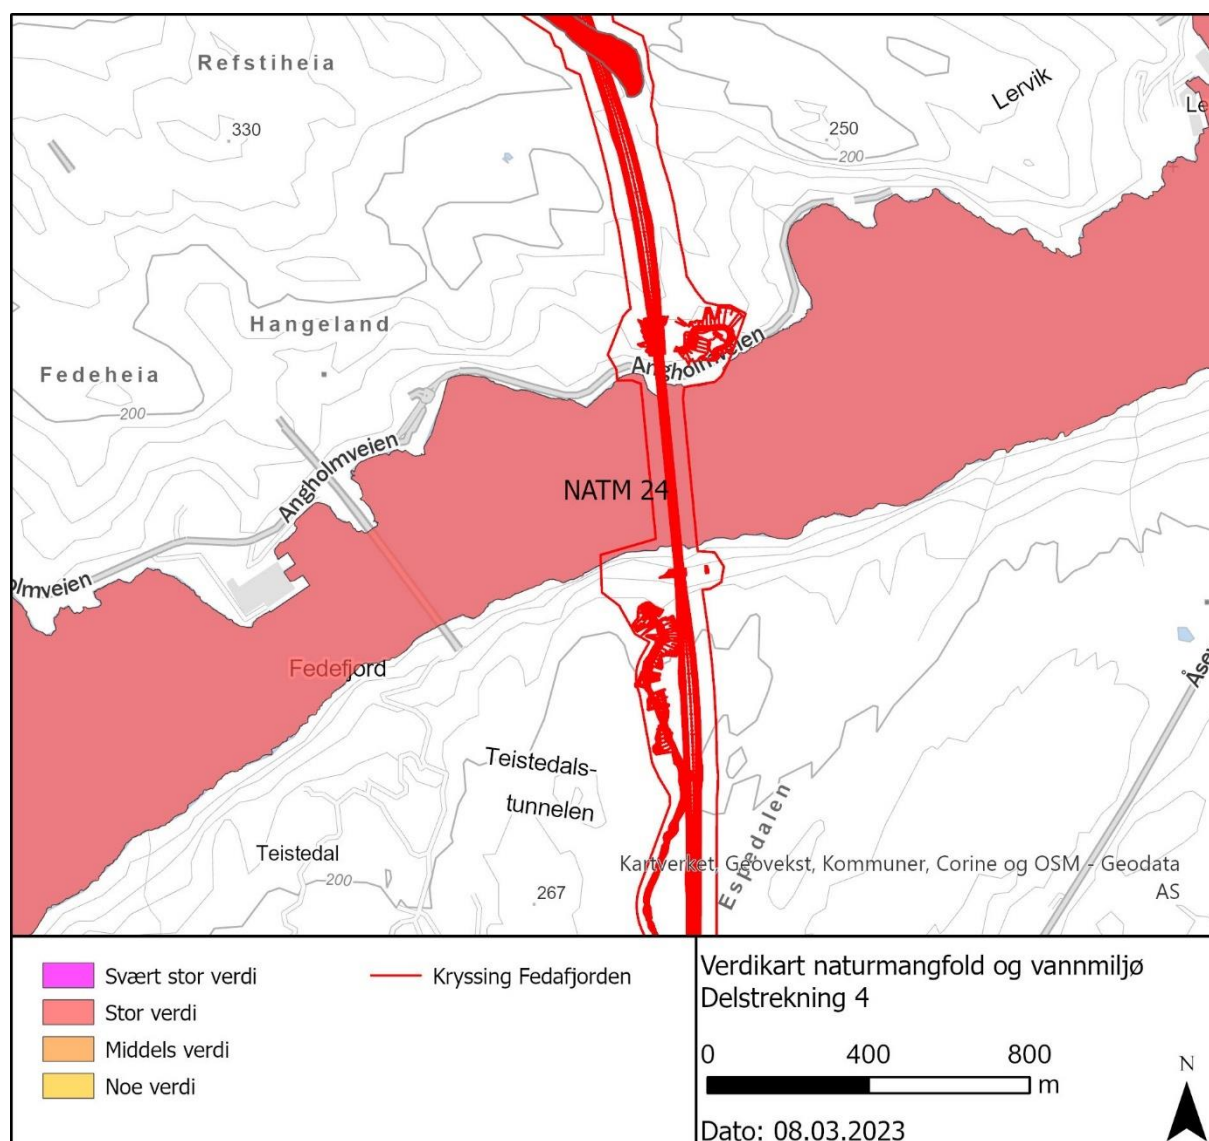 Refstiheia
Lervik
Le
330
250
200
Hangeland
Angholmveien
Fedeheia
200
Angholmveien
NATM 24
olmveien
Fedefjord
Åsev
Teistedals-
tunnelen
Espedalen
Teistedal
200
267
Kartverket, Geovekst, Kommuner, Corine og OSM - Geodata
AS
Svært stor verdi
Stor verdi
Middels verdi
Noe verdi
Kryssing Fedafjorden
Verdikart naturmangfold og vannmiljø
Delstrekning 4
0 400 800
m
N
Dato: 08.03.2023